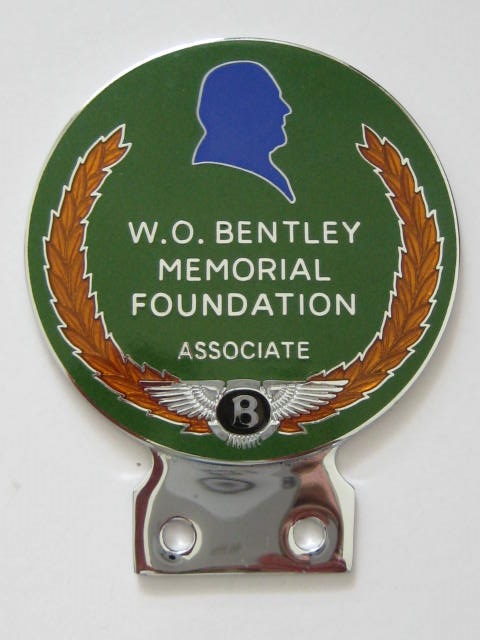 W.O. BENTLEY
MEMORIAL
FOUNDATION
ASSOCIATE
B